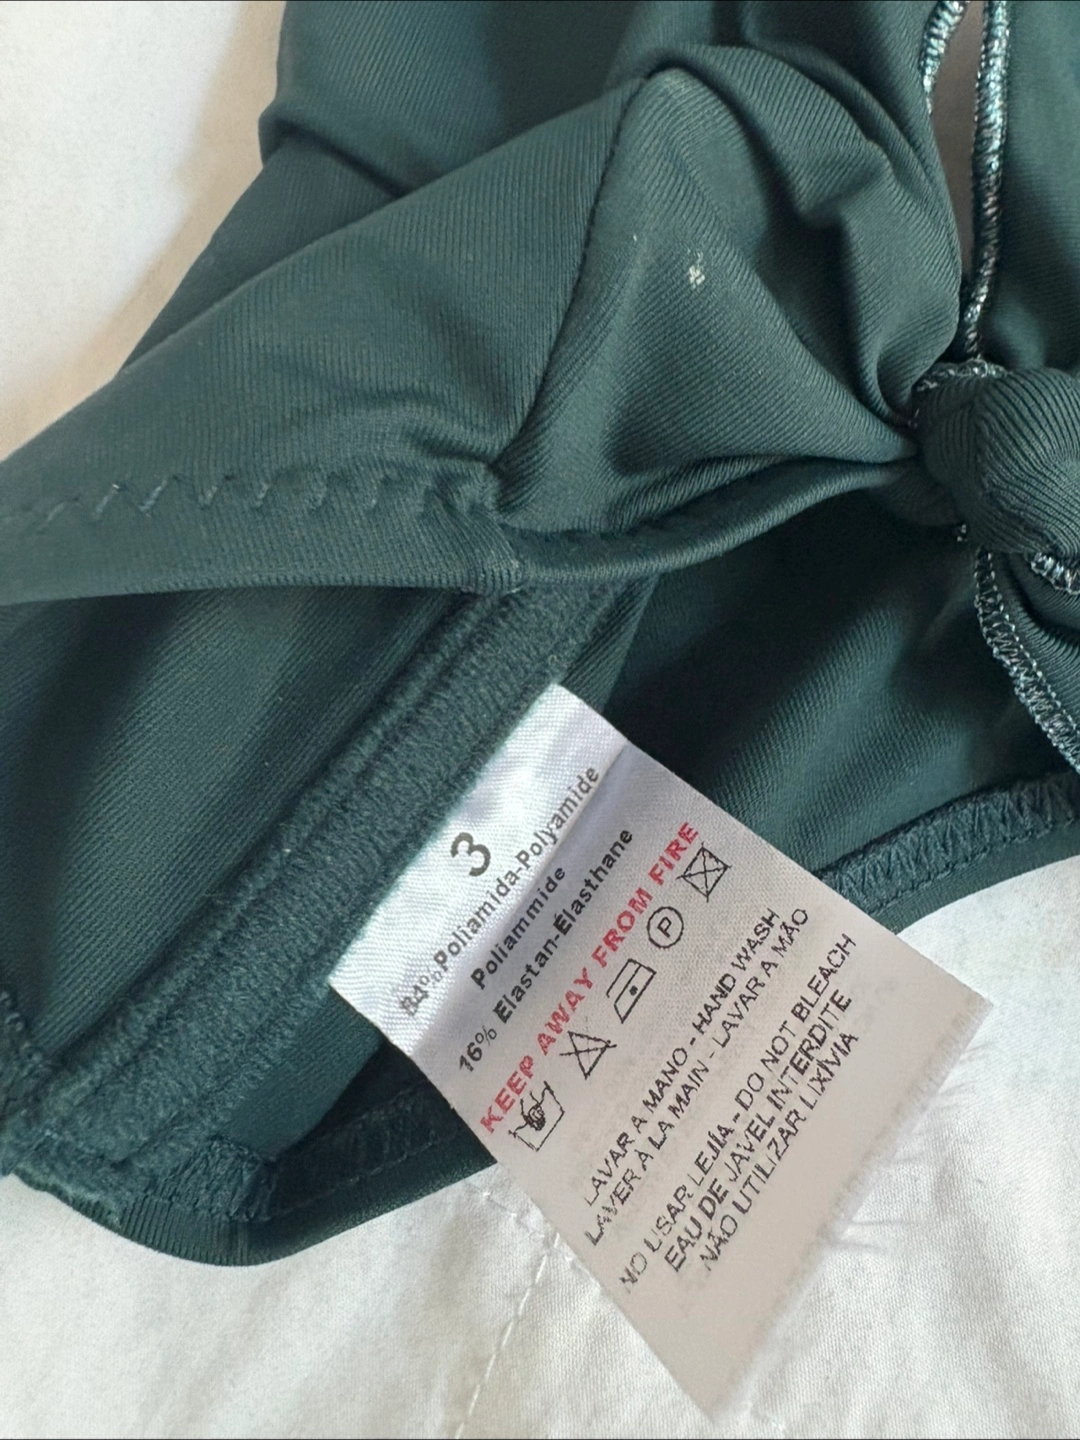 3
84% Poliamida-Polyamide
Poliammide
16% Elastan-Élasthane
KEEP AWAY FROM FIRE
P
LAVAR A MANO - HAND WASH
LAVER À LA MAIN - LAVAR A MÃO
NO USAR LEJÍA - DO NOT BLEACH
EAU DE JAVEL INTERDITE
NÃO UTILIZAR LIXÍVIA